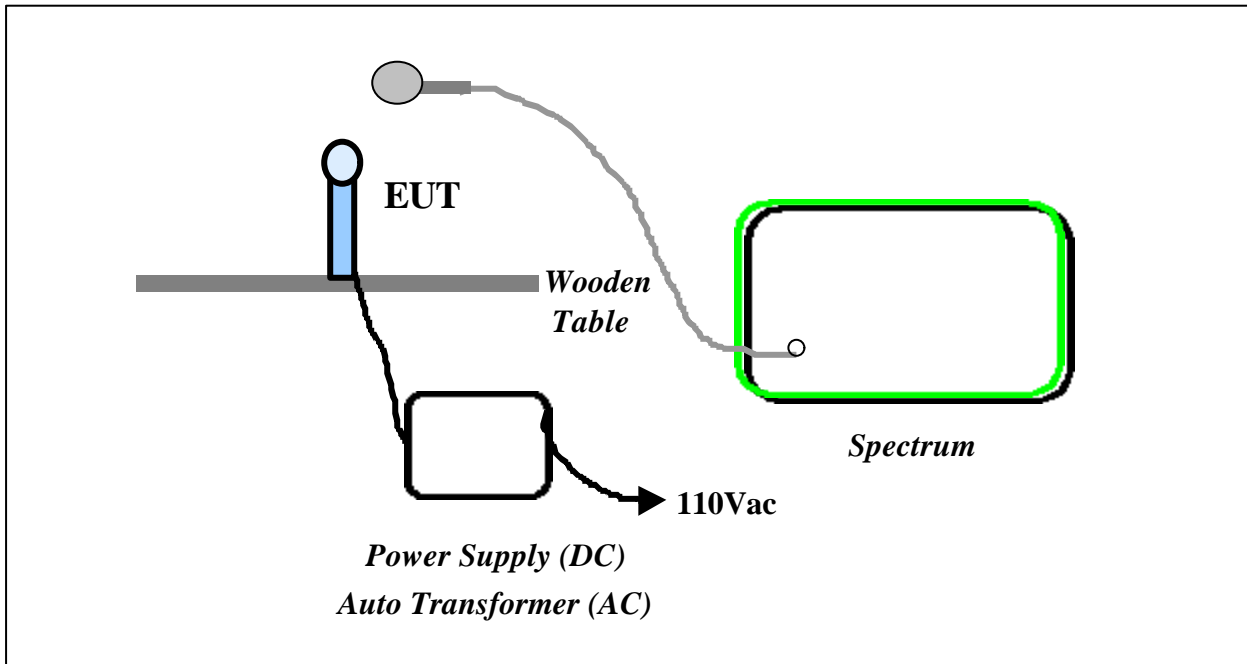 EUT
Wooden
Table
Spectrum
110Vac
Power Supply (DC)
Auto Transformer (AC)